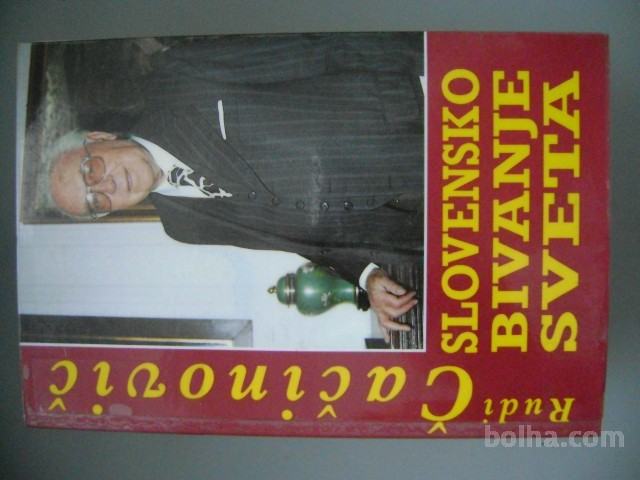 Rudi
Čačinovič
SLOVENSKO
BIVANJE
SVETA
bolha.com